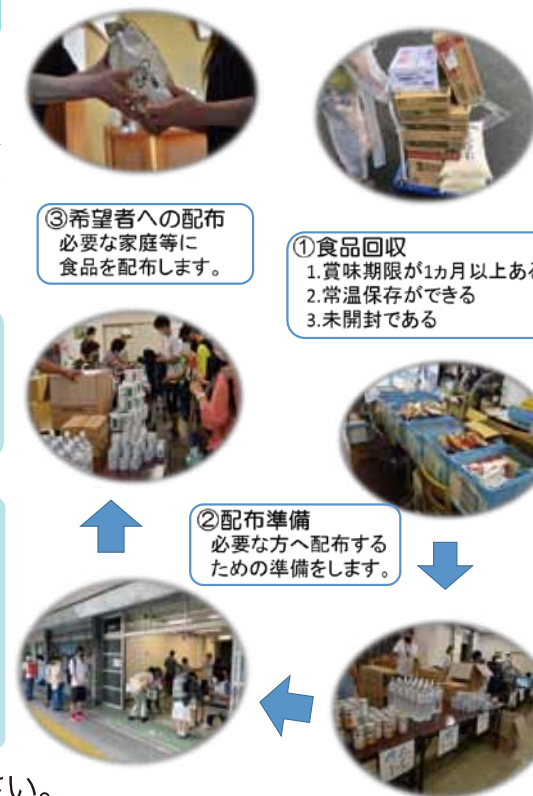 ③希望者への配布
必要な家庭等に
食品を配布します。
①食品回収
1.賞味期限が1ヵ月以上ある
2.常温保存ができる
3.未開封である
②配布準備
必要な方へ配布する
ための準備をします。
さい。